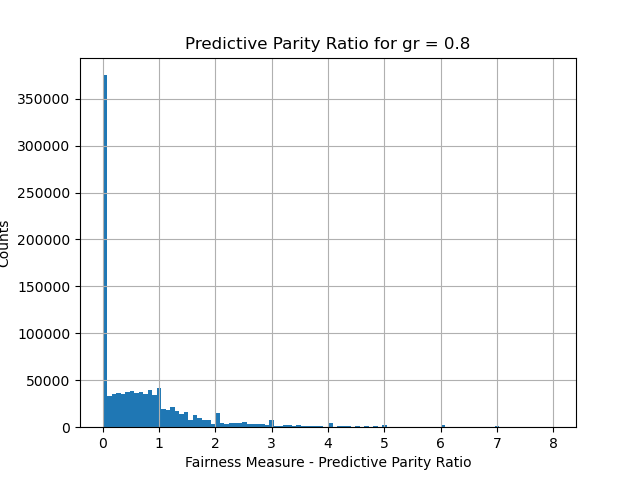 Predictive Parity Ratio for gr = 0.8
350000
300000
250000
200000
150000
100000
50000
0
Counts
0 1 2 3 4 5 6 7 8
Fairness Measure - Predictive Parity Ratio